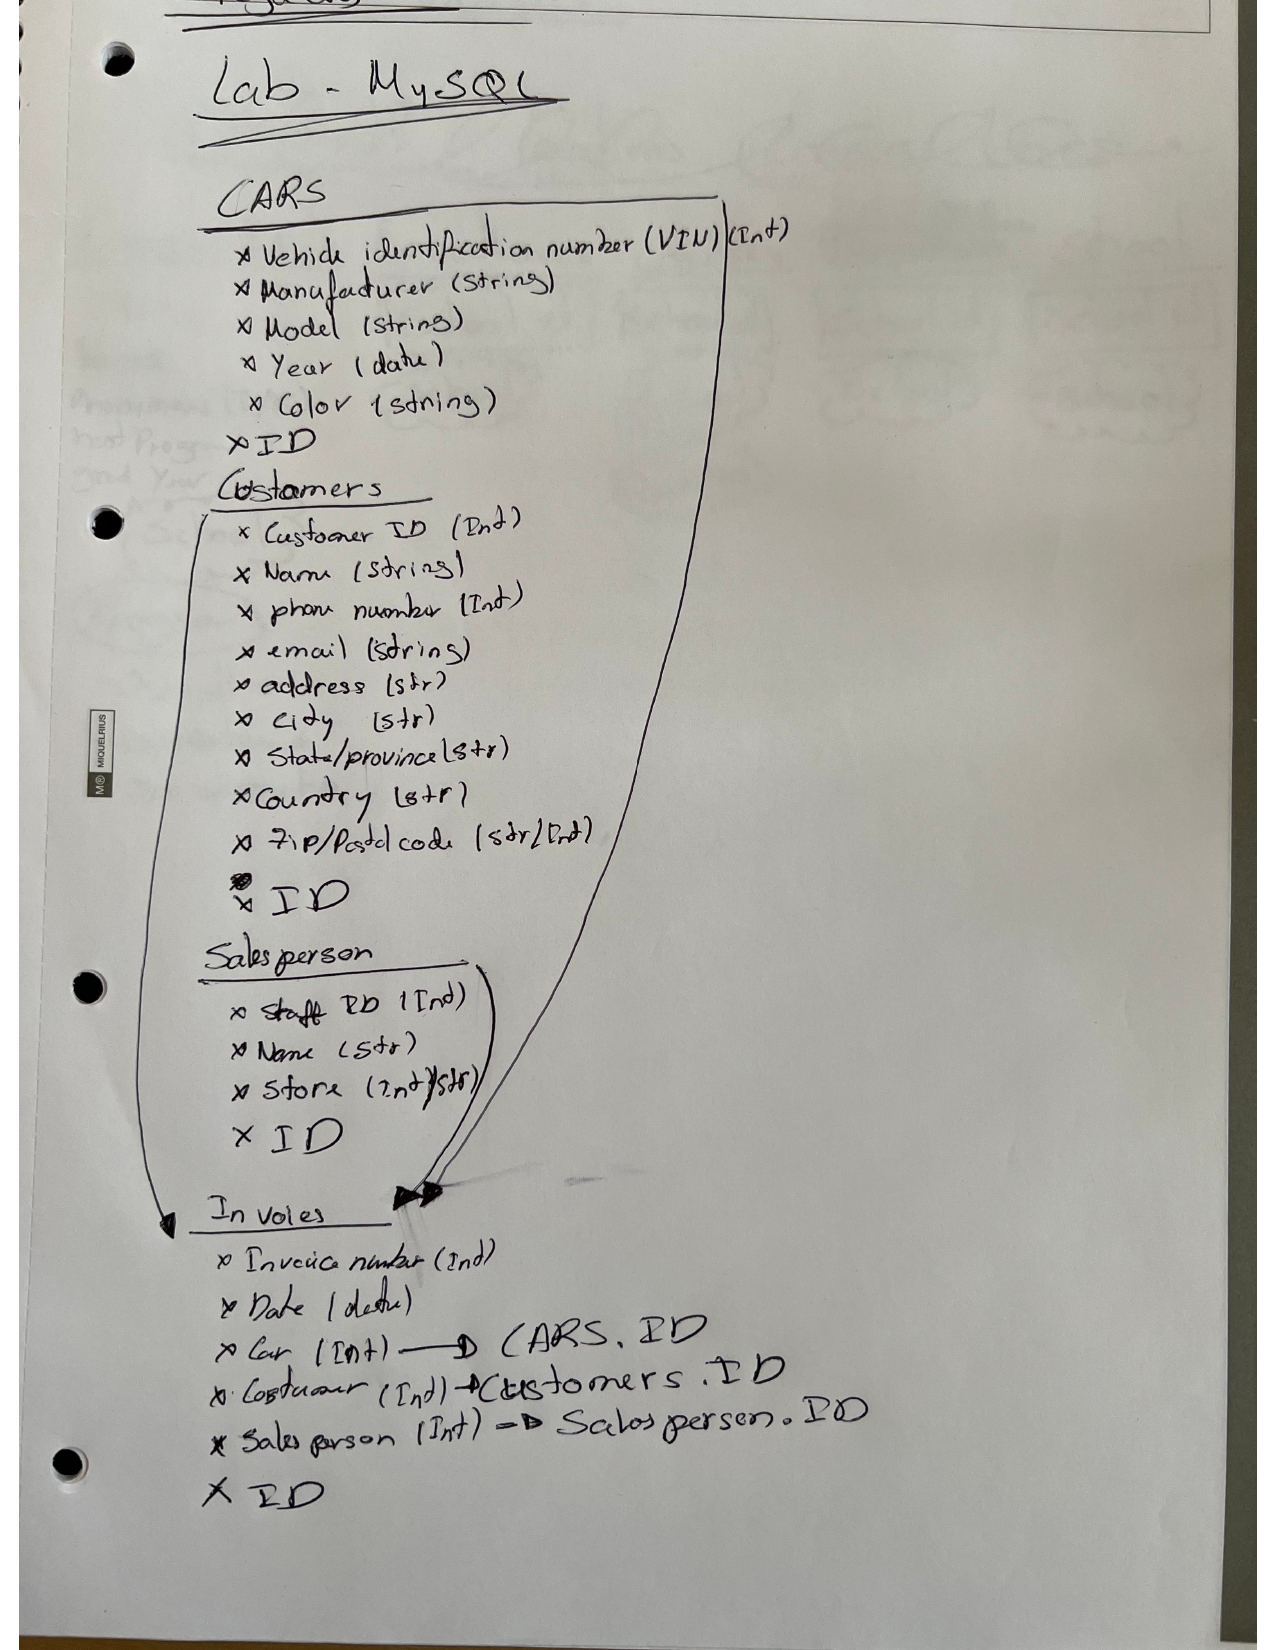 Lab - MySQL
CARS
x Vehicle identification number (VIN) (Int)
x Manufacturer (string)
x Model (string)
x Year (date)
x Color (string)
x ID
Customers
x Customer ID (Int)
x Name (string)
x phone number (Int)
x email (string)
x address (str)
x city (str)
x State/province (str)
x Country (str)
x Zip/Postal code (str/Int)
x ID
Salesperson
x Staff ID (Int)
x Name (str)
x Store (Int/str)
x ID
Invoies
x Invoice number (Int)
x Date (date)
x Car (Int) → CARS.ID
x Costumer (Int) → Customers.ID
x Sales person (Int) → Salesperson.ID
x ID
M® MIQUELRIUS